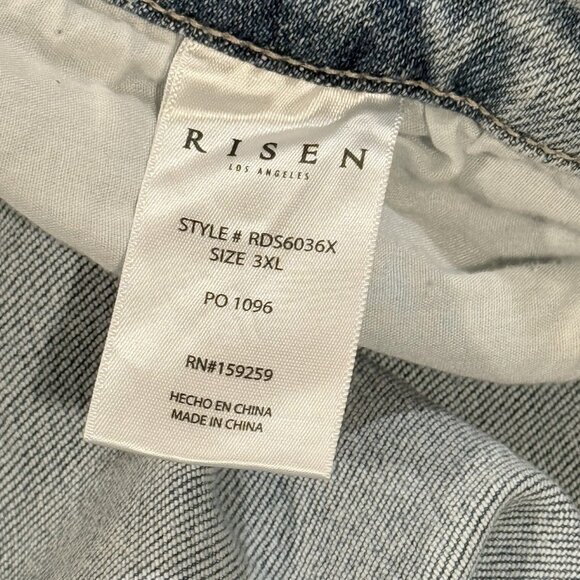 RISEN
LOS ANGELES
STYLE # RDS6036X
SIZE 3XL
PO 1096
RN#159259
HECHO EN CHINA
MADE IN CHINA